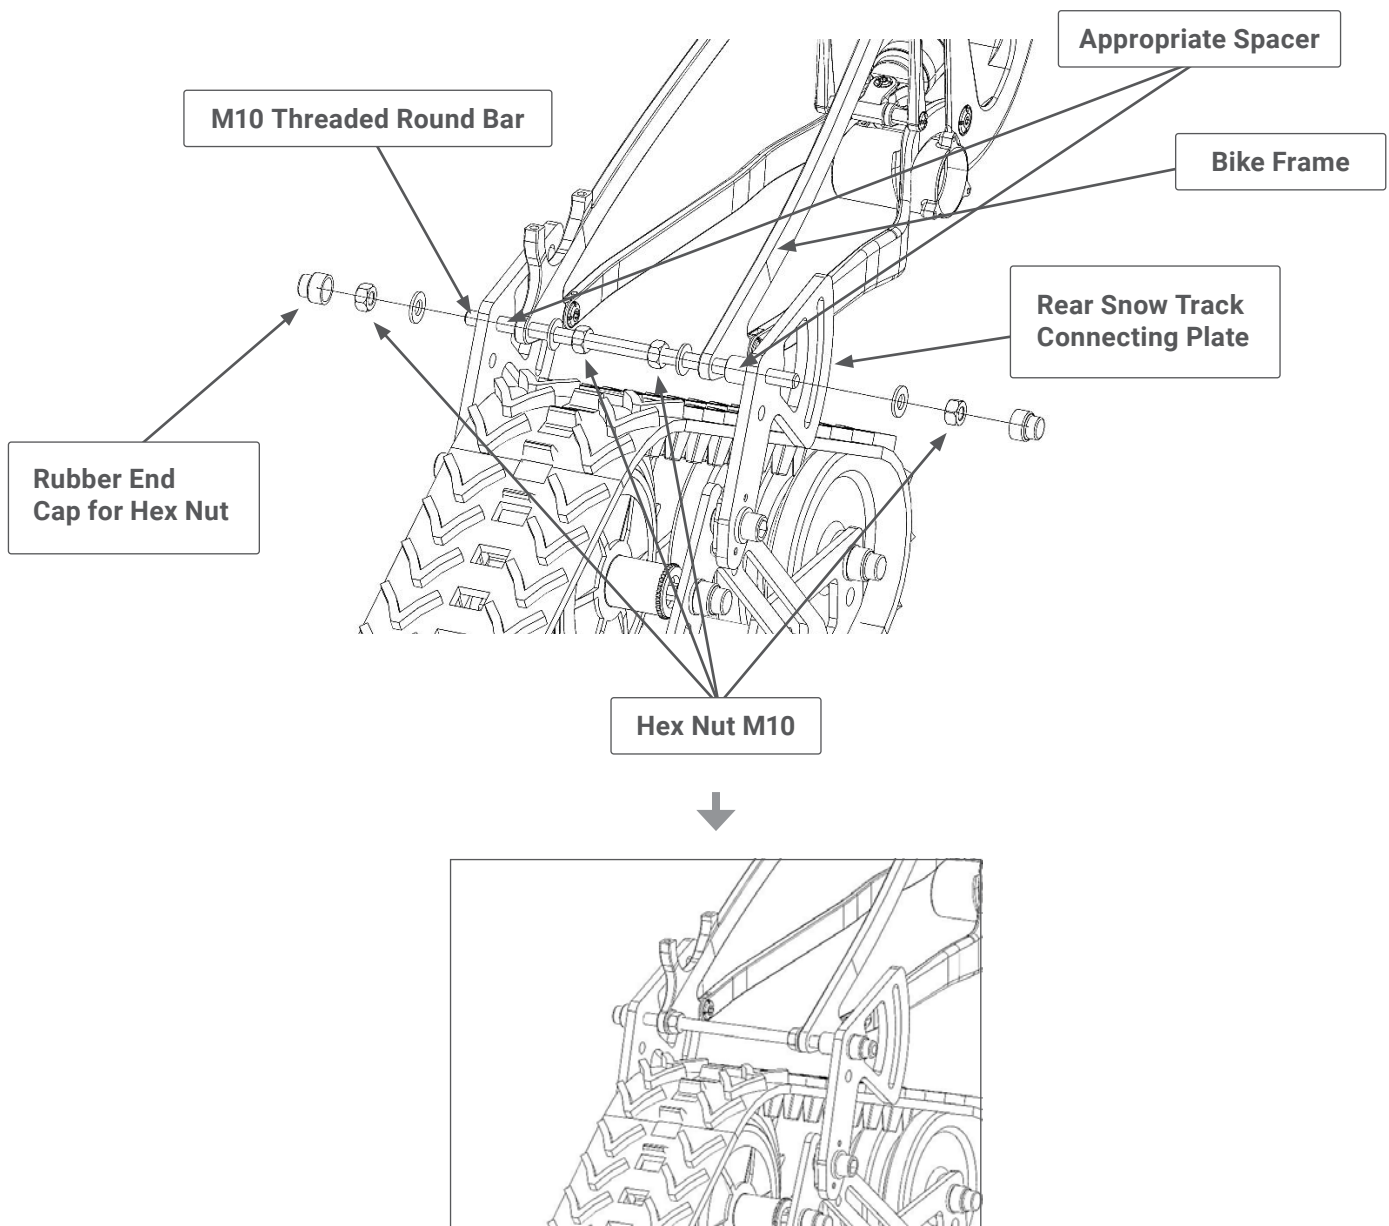 Appropriate Spacer
M10 Threaded Round Bar
Bike Frame
Rear Snow Track
Connecting Plate
Rubber End
Cap for Hex Nut
Hex Nut M10